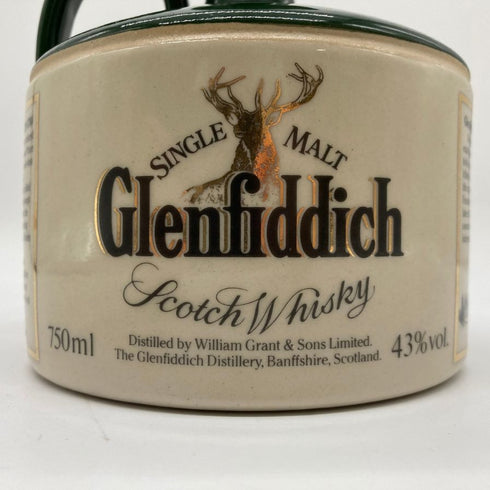 SINGLE MALT
Glenfiddich
Scotch Whisky
750ml
Distilled by William Grant & Sons Limited.
The Glenfiddich Distillery, Banffshire, Scotland.
43%vol.